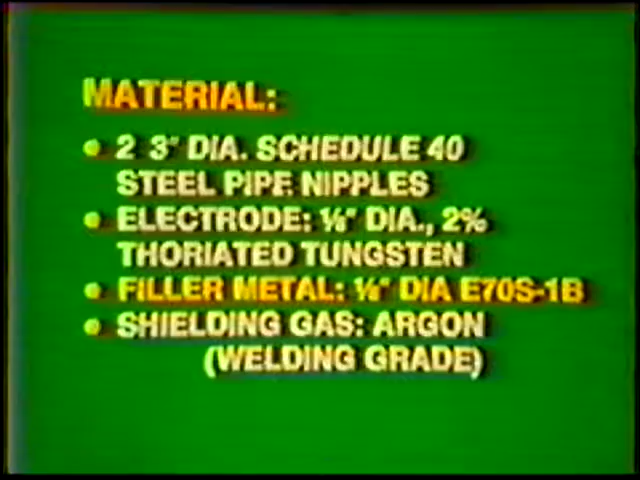 MATERIAL:
• 2 3" DIA. SCHEDULE 40
STEEL PIPE NIPPLES
• ELECTRODE: ⅛" DIA., 2%
THORIATED TUNGSTEN
• FILLER METAL: ⅛" DIA E70S-1B
• SHIELDING GAS: ARGON
(WELDING GRADE)